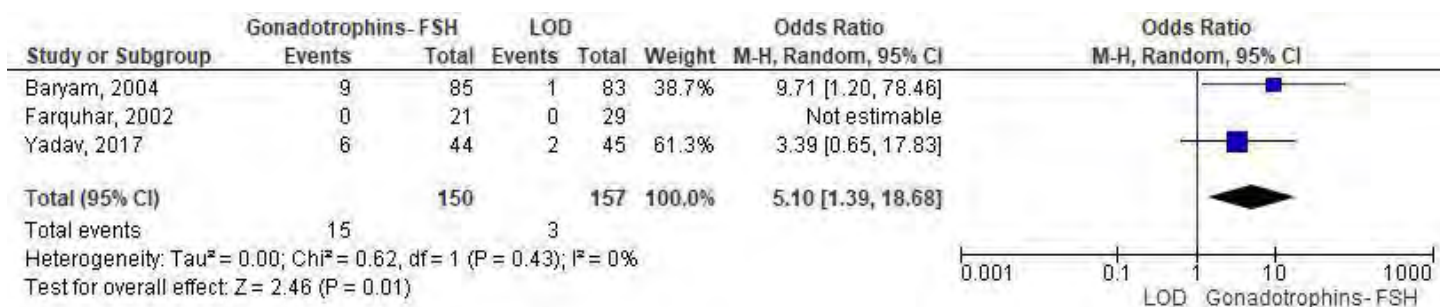 Gonadotrophins- FSH LOD Odds Ratio Odds Ratio
Study or Subgroup Events Total Events Total Weight M-H, Random, 95% CI M-H, Random, 95% CI
Baryam, 2004 9 85 1 83 38.7% 9.71 [1.20, 78.46]
Farquhar, 2002 0 21 0 29 Not estimable
Yadav, 2017 6 44 2 45 61.3% 3.39 [0.65, 17.83]
Total (95% CI) 150 157 100.0% 5.10 [1.39, 18.68]
Total events 15 3
Heterogeneity: Tau² = 0.00; Chi² = 0.62, df = 1 (P = 0.43); I² = 0%
Test for overall effect: Z = 2.46 (P = 0.01)
0.001 0.1 1 10 1000
LOD Gonadotrophins- FSH